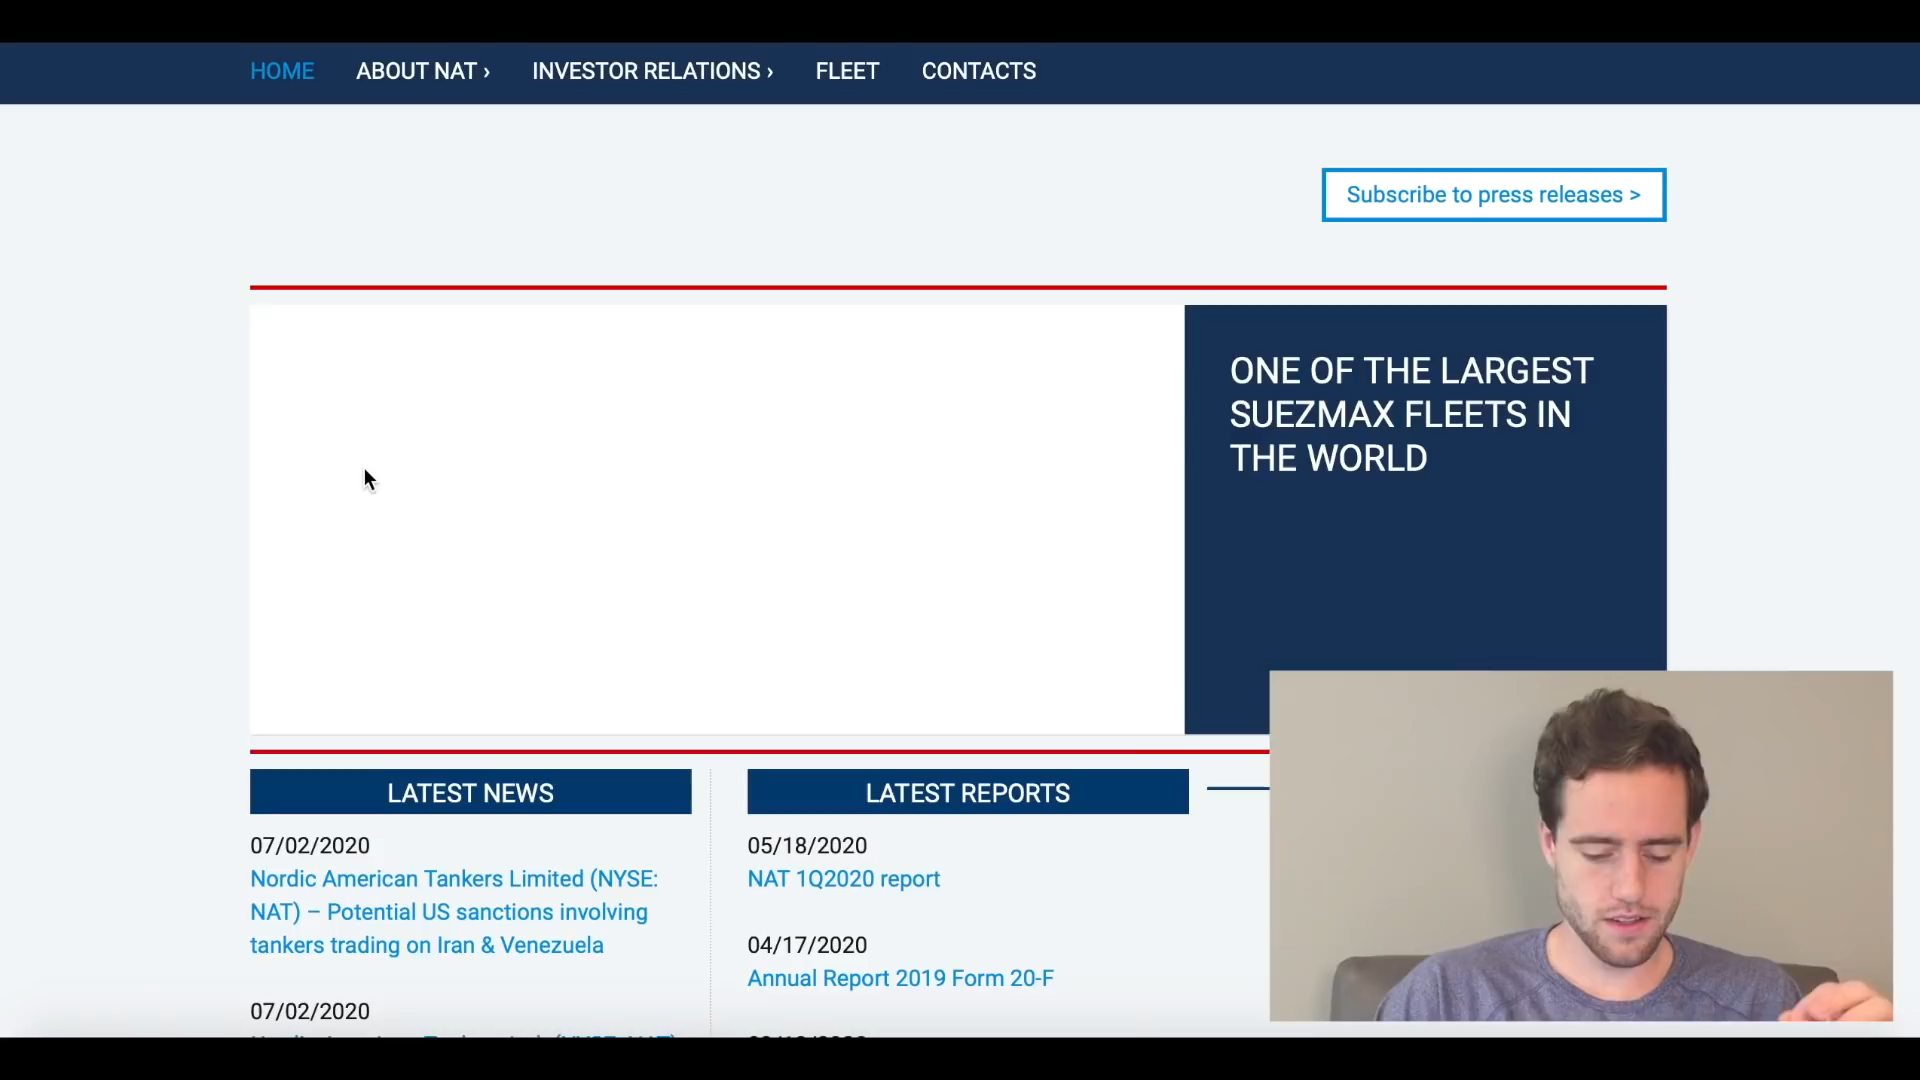 HOME ABOUT NAT › INVESTOR RELATIONS › FLEET CONTACTS
Subscribe to press releases >
ONE OF THE LARGEST
SUEZMAX FLEETS IN
THE WORLD
LATEST NEWS
07/02/2020
Nordic American Tankers Limited (NYSE:
NAT) – Potential US sanctions involving
tankers trading on Iran & Venezuela
07/02/2020
LATEST REPORTS
05/18/2020
NAT 1Q2020 report
04/17/2020
Annual Report 2019 Form 20-F